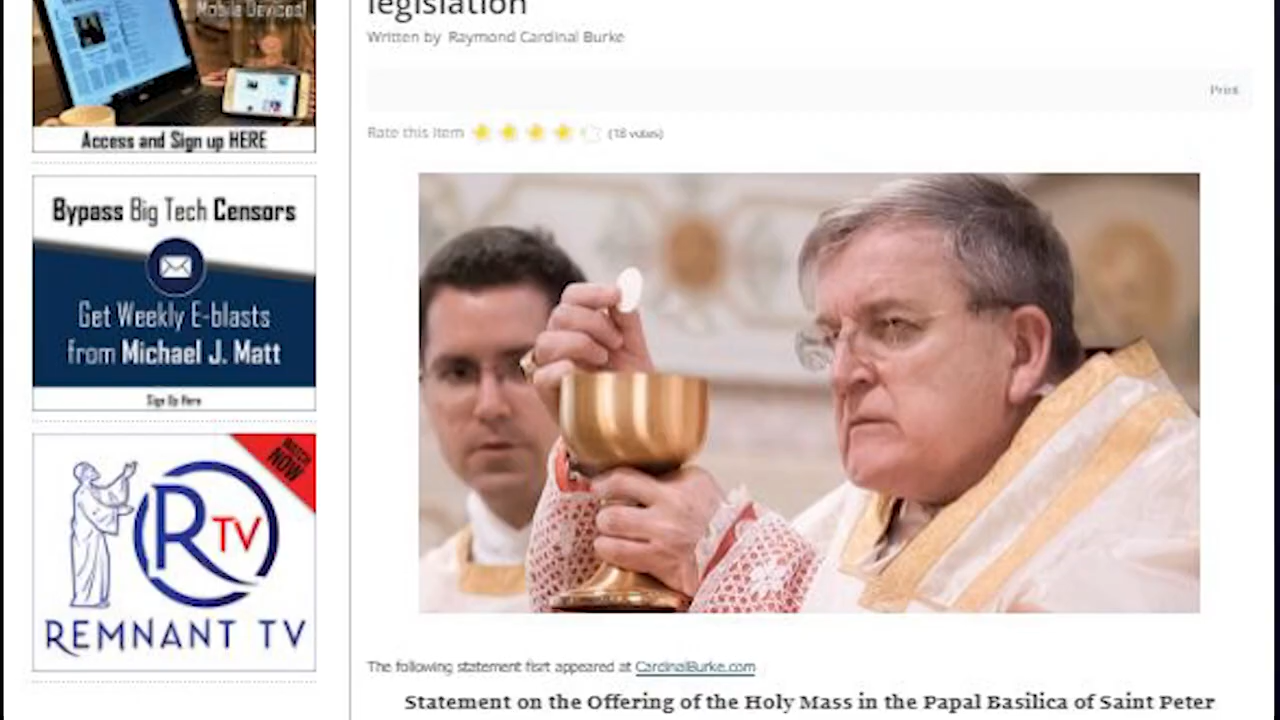 Mobile Devices!
Access and Sign up HERE
Bypass Big Tech Censors
Get Weekly E-blasts
from Michael J. Matt
Sign Up Here
WATCH
NOW
R TV
REMNANT TV
legislation
Written by Raymond Cardinal Burke
Print
Rate this item (18 votes)
The following statement fisrt appeared at CardinalBurke.com
Statement on the Offering of the Holy Mass in the Papal Basilica of Saint Peter